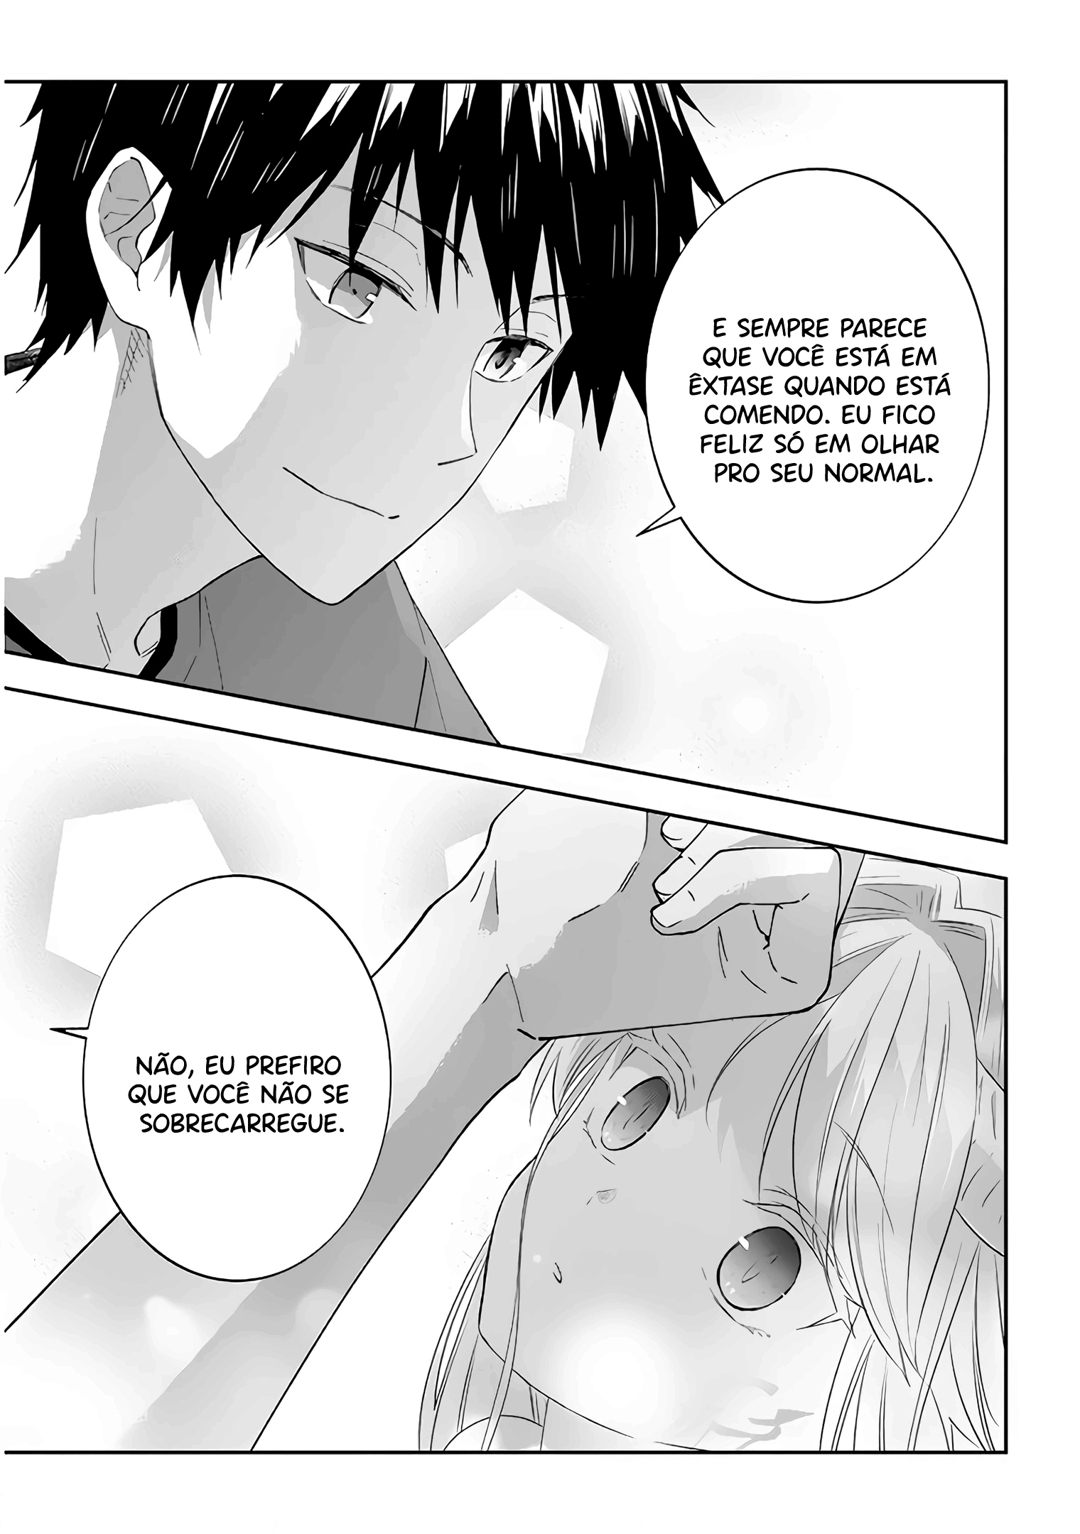 E SEMPRE PARECE
QUE VOCÊ ESTÁ EM
ÊXTASE QUANDO ESTÁ
COMENDO. EU FICO
FELIZ SÓ EM OLHAR
PRO SEU NORMAL.
NÃO, EU PREFIRO
QUE VOCÊ NÃO SE
SOBRECARREGUE.